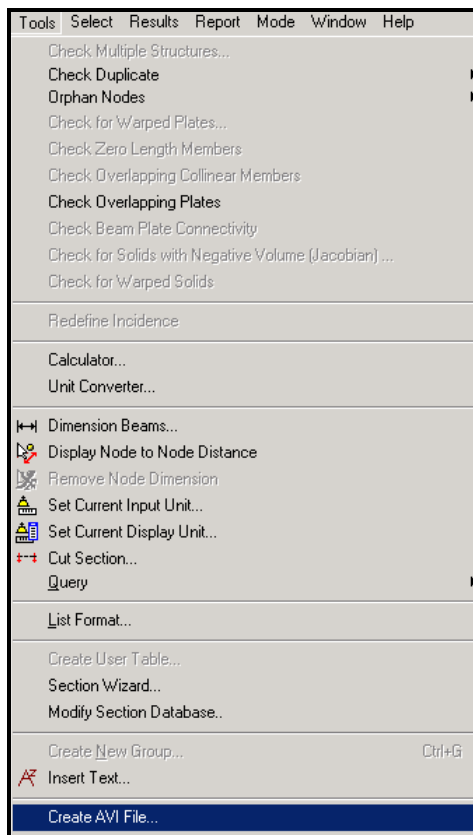 Tools Select Results Report Mode Window Help
Check Multiple Structures...
Check Duplicate
Orphan Nodes
Check for Warped Plates...
Check Zero Length Members
Check Overlapping Collinear Members
Check Overlapping Plates
Check Beam Plate Connectivity
Check for Solids with Negative Volume (Jacobian) ...
Check for Warped Solids
Redefine Incidence
Calculator...
Unit Converter...
Dimension Beams...
Display Node to Node Distance
Remove Node Dimension
Set Current Input Unit...
Set Current Display Unit...
Cut Section...
Query
List Format...
Create User Table...
Section Wizard...
Modify Section Database..
Create New Group... Ctrl+G
Insert Text...
Create AVI File...